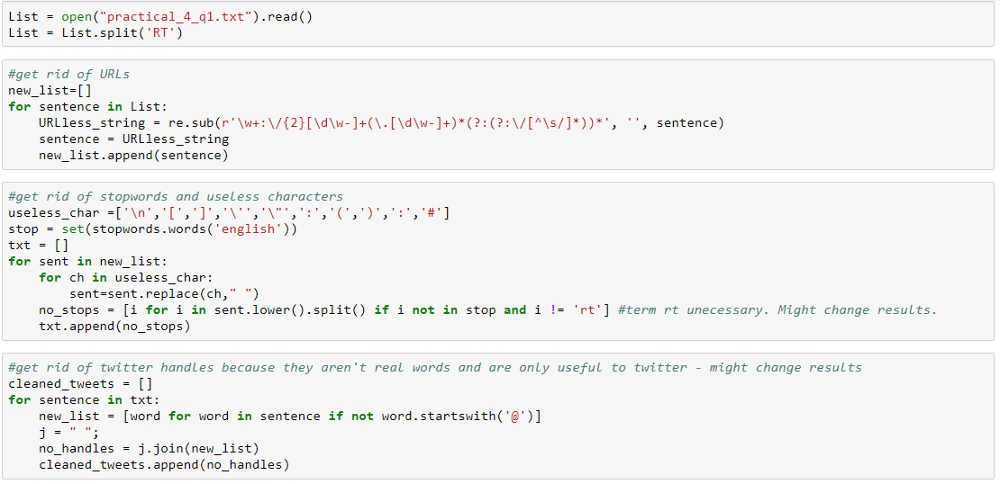 List = open("practical_4_q1.txt").read()
List = List.split('RT')
#get rid of URLs
new_list=[]
for sentence in List:
    URLless_string = re.sub(r'\w+:\/{2}[\d\w-]+(\.[\d\w-]+)*(?:(?:\/[^\s/]*))*', '', sentence)
    sentence = URLless_string
    new_list.append(sentence)
#get rid of stopwords and useless characters
useless_char =['\n','[',']','\'','\"',':','(',')',':','#']
stop = set(stopwords.words('english'))
txt = []
for sent in new_list:
    for ch in useless_char:
        sent=sent.replace(ch," ")
    no_stops = [i for i in sent.lower().split() if i not in stop and i != 'rt'] #term rt unecessary. Might change results.
    txt.append(no_stops)
#get rid of twitter handles because they aren't real words and are only useful to twitter - might change results
cleaned_tweets = []
for sentence in txt:
    new_list = [word for word in sentence if not word.startswith('@')]
    j = " ";
    no_handles = j.join(new_list)
    cleaned_tweets.append(no_handles)